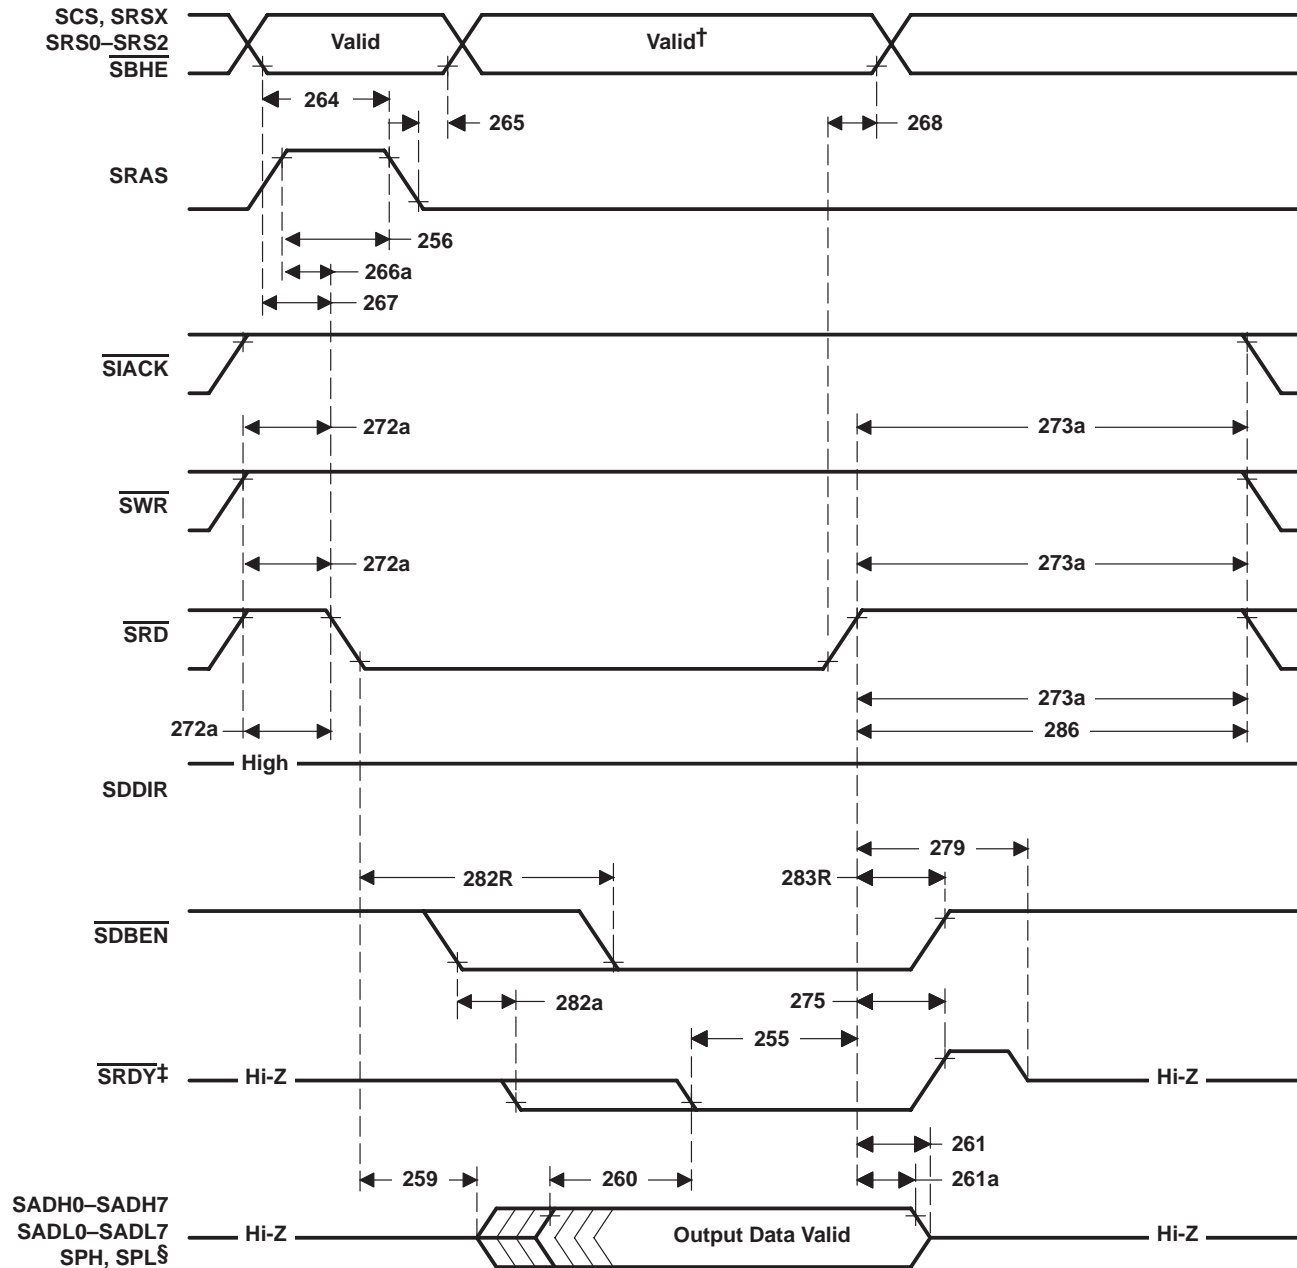 SCS, SRSX
SRS0–SRS2
SBHE
Valid
Valid†
264
265
268
SRAS
256
266a
267
SIACK
272a
273a
SWR
272a
273a
SRD
273a
272a
286
High
SDDIR
279
282R
283R
SDBEN
282a
275
255
SRDY‡
Hi-Z
Hi-Z
261
259
260
261a
SADH0–SADH7
SADL0–SADL7
SPH, SPL§
Hi-Z
Output Data Valid
Hi-Z